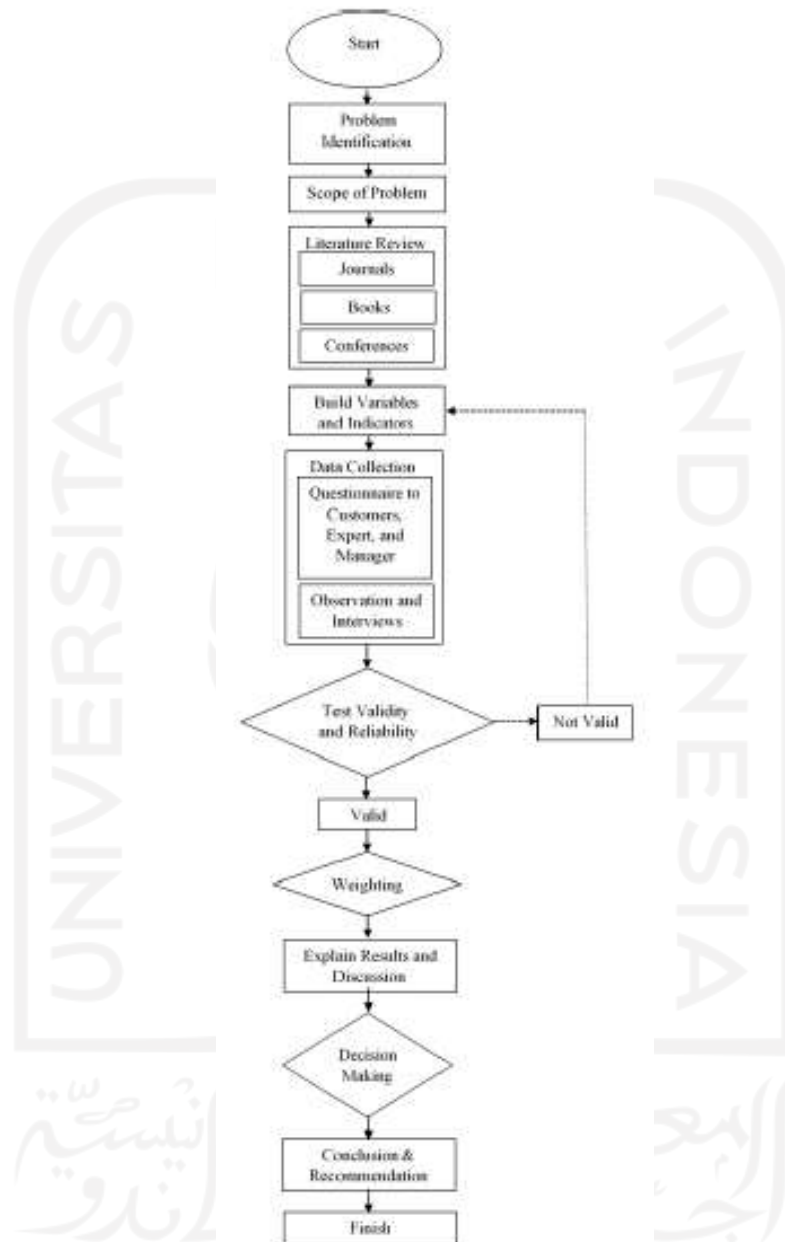 Start
Problem
Identification
Scope of Problem
Literature Review
Journals
Books
Conferences
Build Variables
and Indicators
Data Collection
Questionnaire to
Customers,
Expert, and
Manager
Observation and
Interviews
Test Validity
and Reliability
Not Valid
Valid
Weighting
Explain Results and
Discussion
Decision
Making
Conclusion &
Recommendation
Finish
UNIVERSITAS
INDONESIA